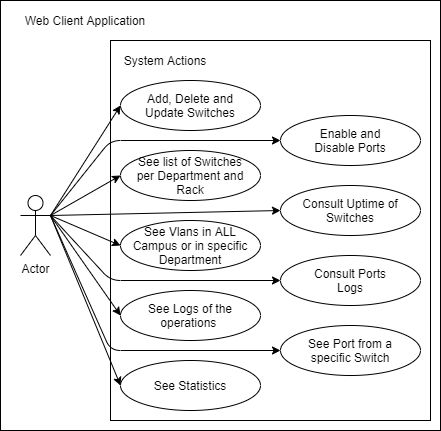 Web Client Application
System Actions
Add, Delete and
Update Switches
Enable and
Disable Ports
See list of Switches
per Department and
Rack
Consult Uptime of
Switches
See Vlans in ALL
Campus or in specific
Department
Actor
Consult Ports
Logs
See Logs of the
operations
See Port from a
specific Switch
See Statistics